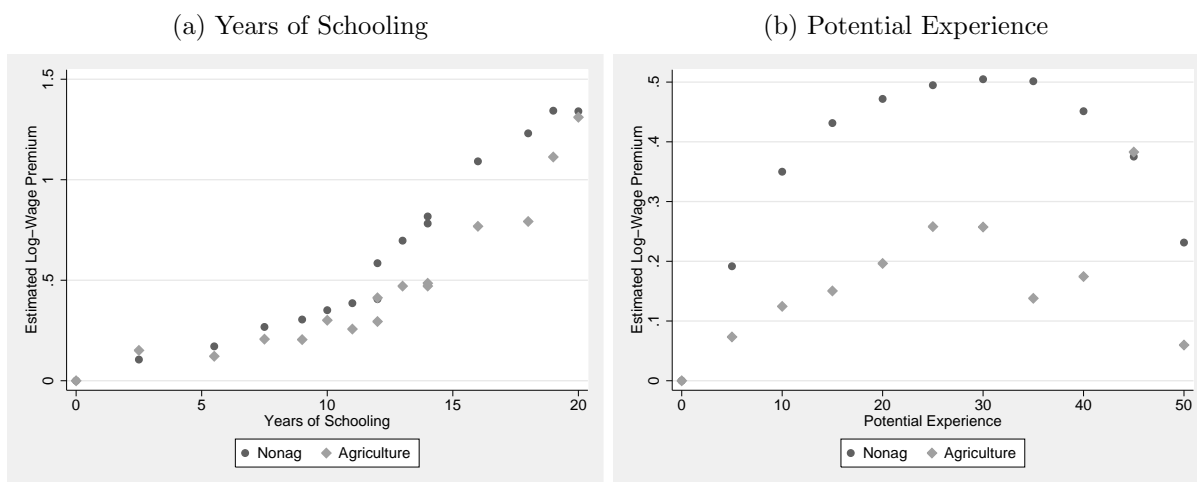 (a) Years of Schooling
Estimated Log−Wage Premium
1.5
1
.5
0
0 5 10 15 20
Years of Schooling
Nonag Agriculture
(b) Potential Experience
Estimated Log−Wage Premium
.5
.4
.3
.2
.1
0
0 10 20 30 40 50
Potential Experience
Nonag Agriculture